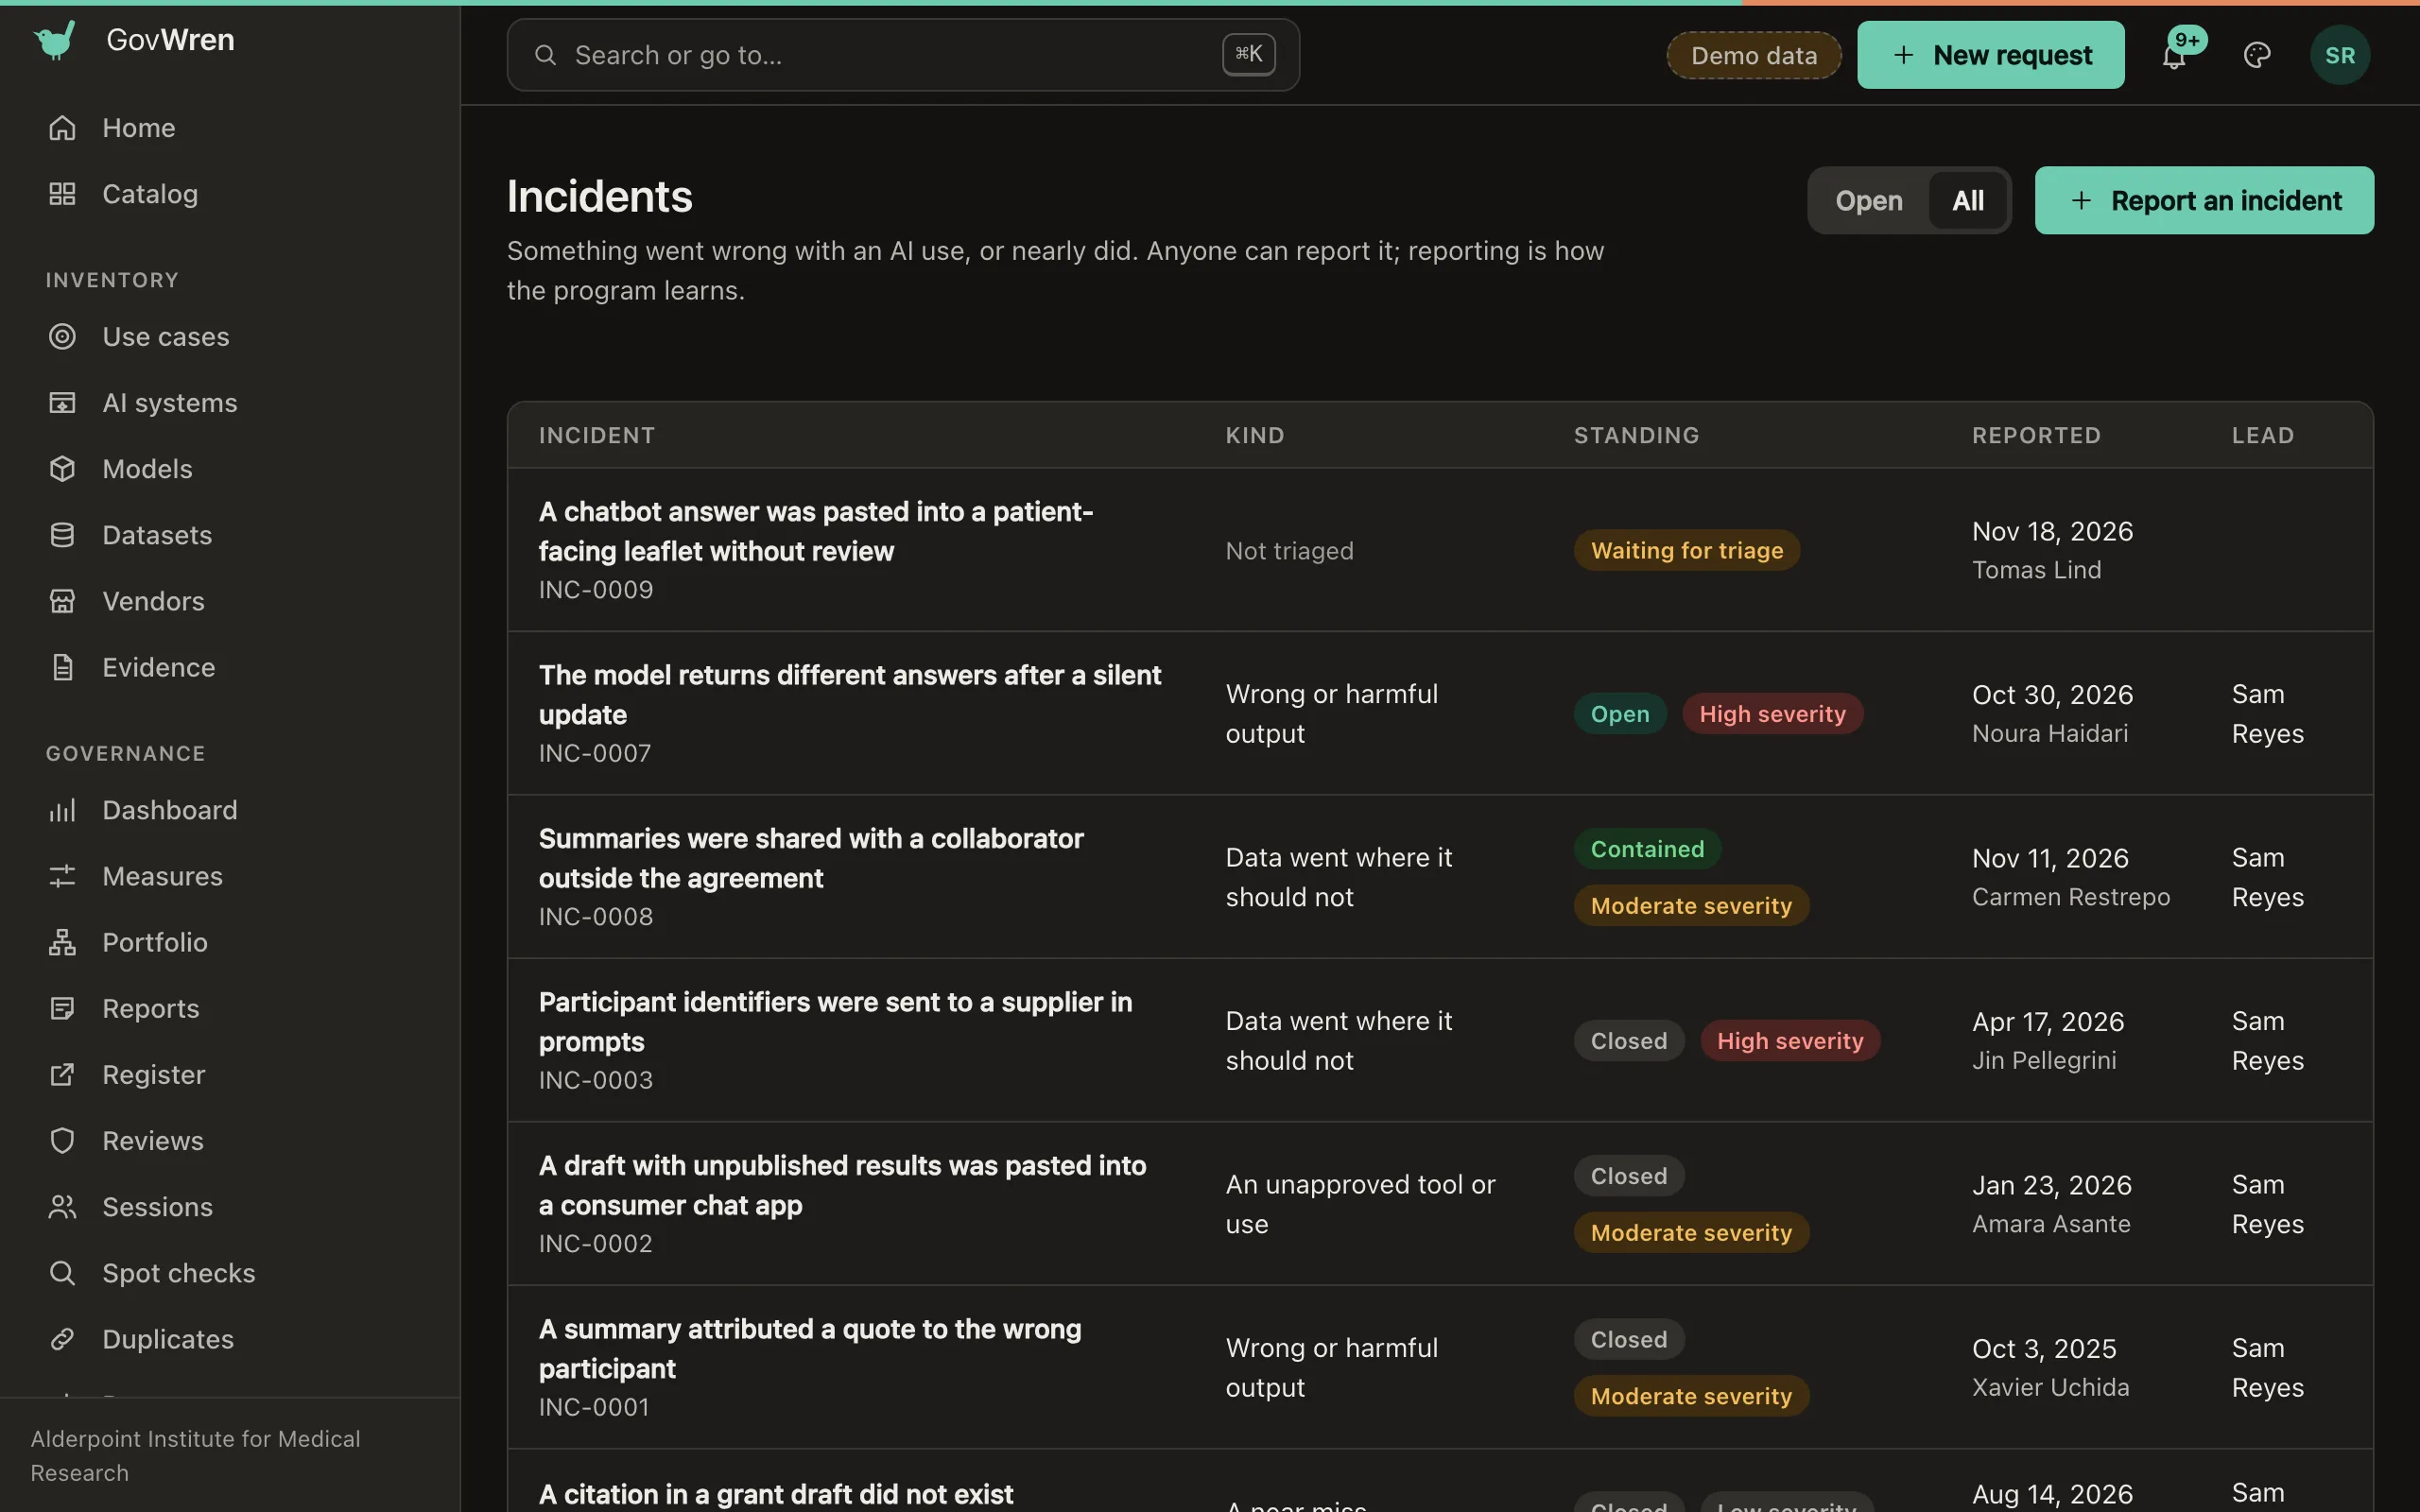 GovWren
Search or go to...
⌘K
Demo data
+ New request
9+
SR
Home
Catalog
INVENTORY
Use cases
AI systems
Models
Datasets
Vendors
Evidence
GOVERNANCE
Dashboard
Measures
Portfolio
Reports
Register
Reviews
Sessions
Spot checks
Duplicates
Alderpoint Institute for Medical
Research
Incidents
Something went wrong with an AI use, or nearly did. Anyone can report it; reporting is how
the program learns.
Open
All
+ Report an incident
INCIDENT
KIND
STANDING
REPORTED
LEAD
A chatbot answer was pasted into a patient-
facing leaflet without review
INC-0009
Not triaged
Waiting for triage
Nov 18, 2026
Tomas Lind
The model returns different answers after a silent
update
INC-0007
Wrong or harmful
output
Open
High severity
Oct 30, 2026
Noura Haidari
Sam
Reyes
Summaries were shared with a collaborator
outside the agreement
INC-0008
Data went where it
should not
Contained
Moderate severity
Nov 11, 2026
Carmen Restrepo
Sam
Reyes
Participant identifiers were sent to a supplier in
prompts
INC-0003
Data went where it
should not
Closed
High severity
Apr 17, 2026
Jin Pellegrini
Sam
Reyes
A draft with unpublished results was pasted into
a consumer chat app
INC-0002
An unapproved tool or
use
Closed
Moderate severity
Jan 23, 2026
Amara Asante
Sam
Reyes
A summary attributed a quote to the wrong
participant
INC-0001
Wrong or harmful
output
Closed
Moderate severity
Oct 3, 2025
Xavier Uchida
Sam
Reyes
A citation in a grant draft did not exist
A near miss
Closed
Low severity
Aug 14, 2026
Sam